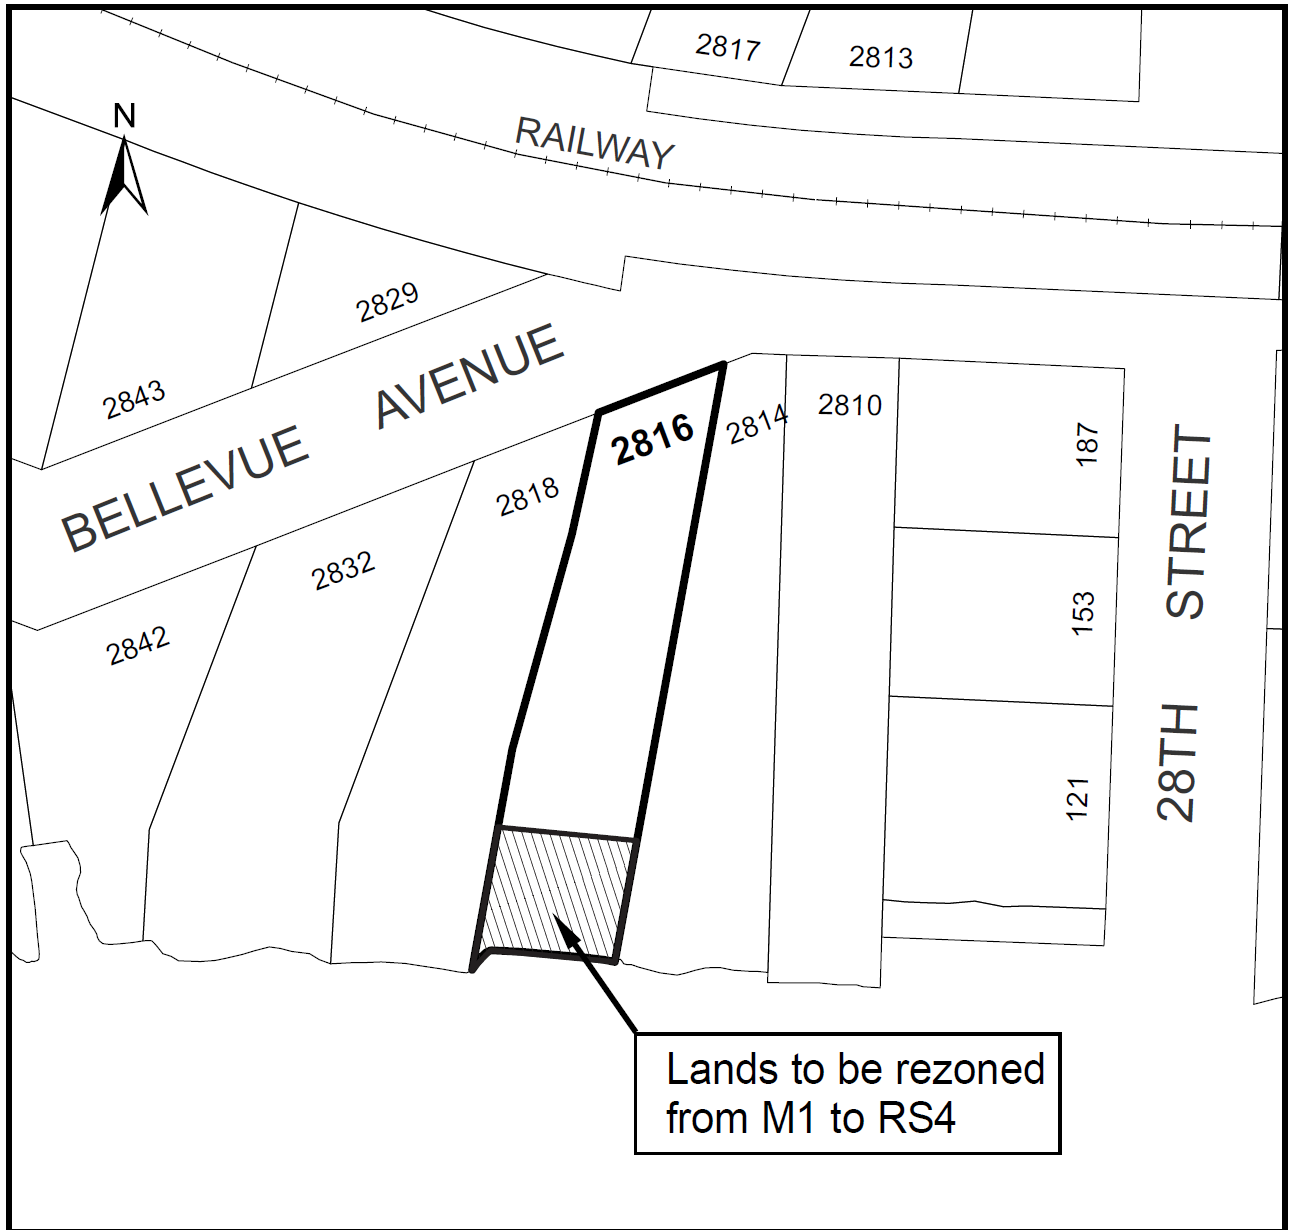 2817
2813
N
RAILWAY
2829
2843
BELLEVUE AVENUE
2816
2814
2810
187
2818
2832
153
2842
121
28TH STREET
Lands to be rezoned
from M1 to RS4